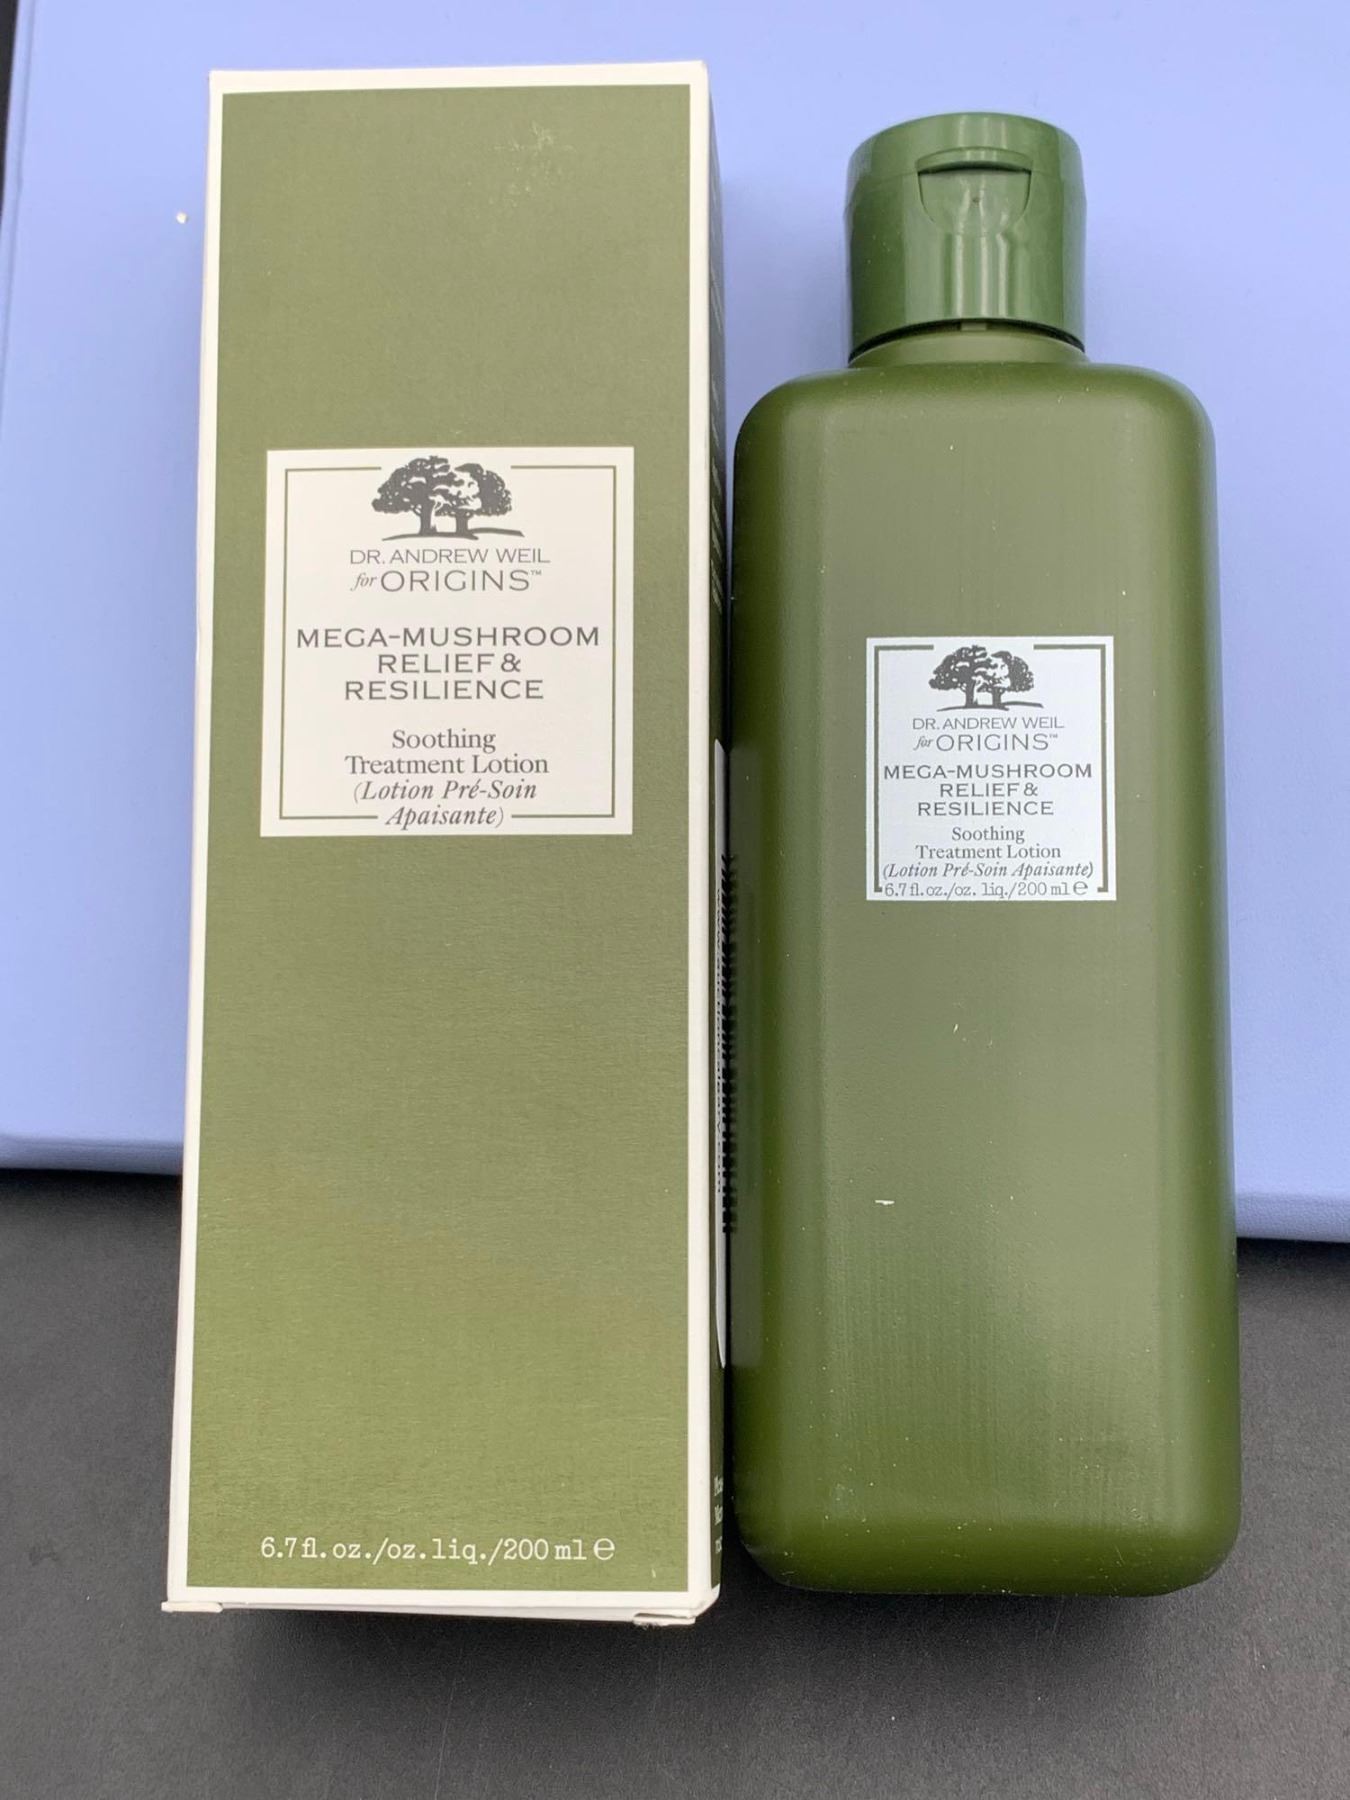 DR. ANDREW WEIL
for ORIGINS™
MEGA-MUSHROOM
RELIEF &
RESILIENCE
Soothing
Treatment Lotion
(Lotion Pré-Soin
Apaisante)
6.7 fl. oz./oz. liq./200 ml ℮
DR. ANDREW WEIL
for ORIGINS™
MEGA-MUSHROOM
RELIEF &
RESILIENCE
Soothing
Treatment Lotion
(Lotion Pré-Soin Apaisante)
6.7 fl. oz./oz. liq./200 ml ℮